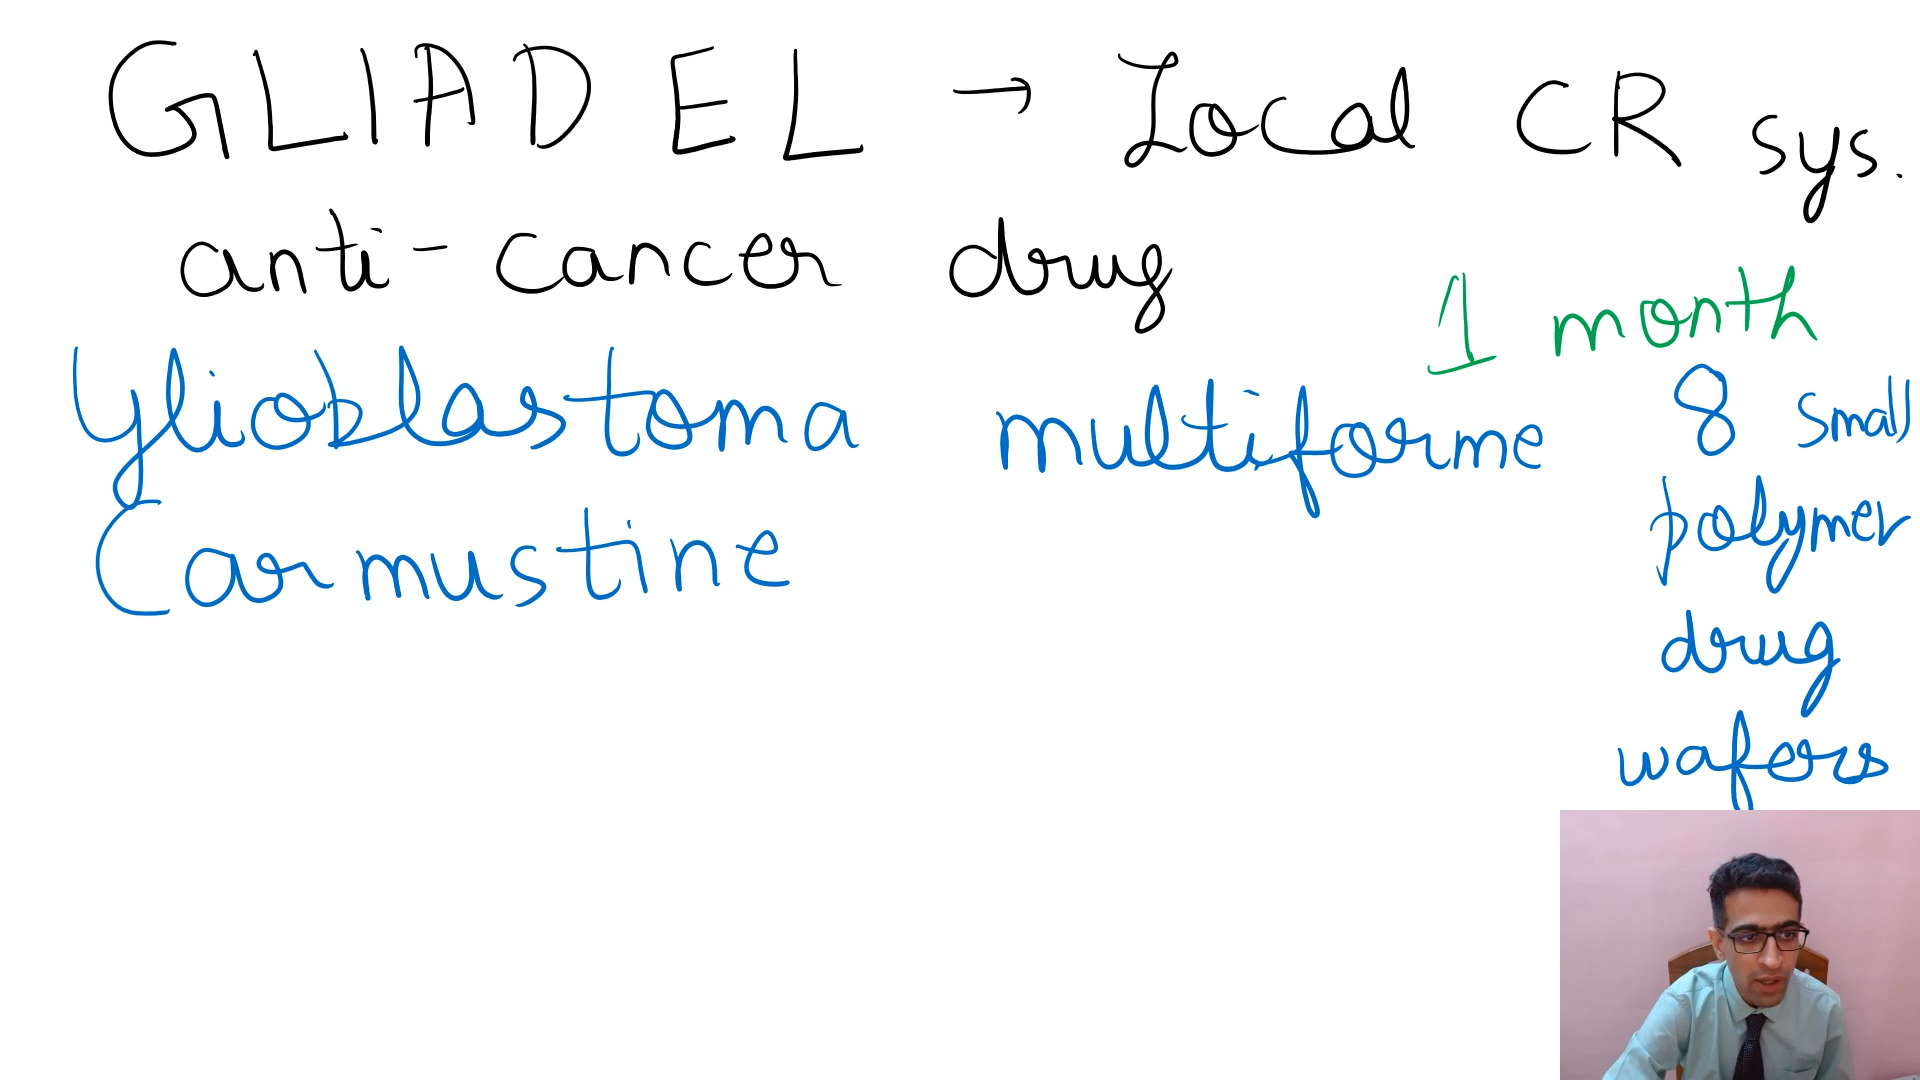 GLIADEL → Local CR sys.
anti-cancer drug
1 month
Glioblastoma multiforme
Carmustine
8 small
polymer
drug
wafers